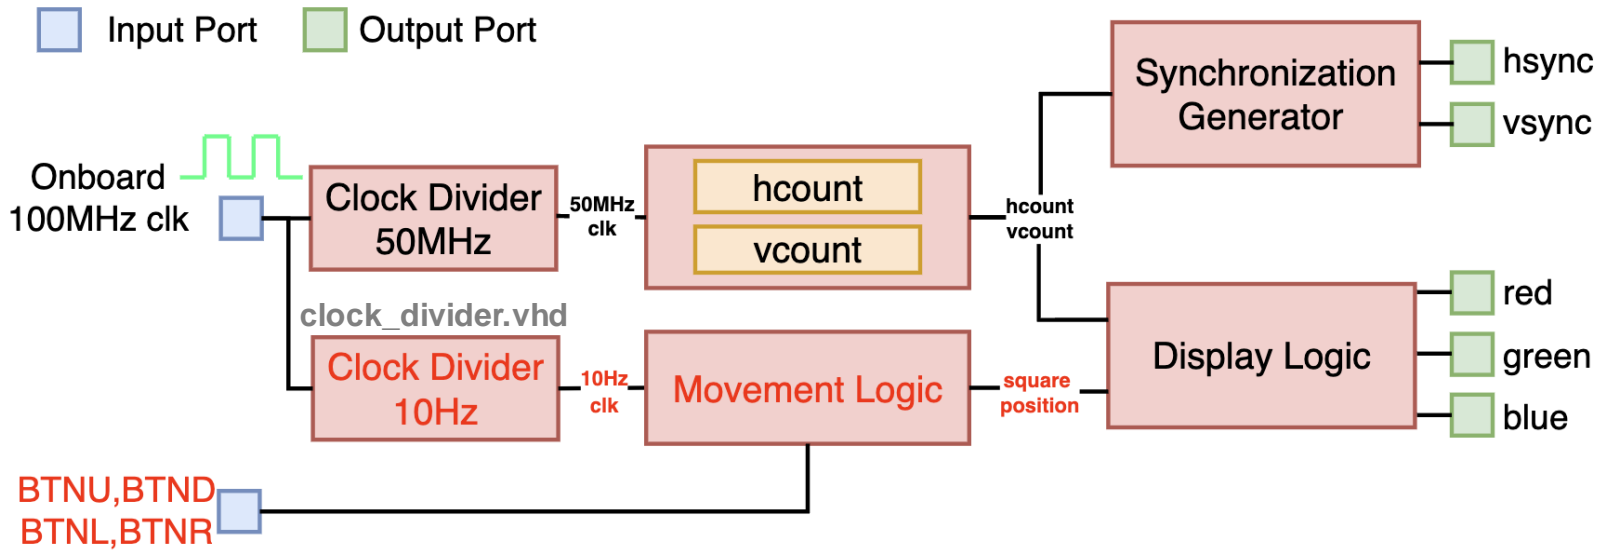 Input Port
Output Port
Onboard
100MHz clk
Clock Divider
50MHz
50MHz
clk
hcount
vcount
hcount
vcount
Synchronization
Generator
hsync
vsync
clock_divider.vhd
Clock Divider
10Hz
10Hz
clk
Movement Logic
square
position
Display Logic
red
green
blue
BTNU,BTND
BTNL,BTNR